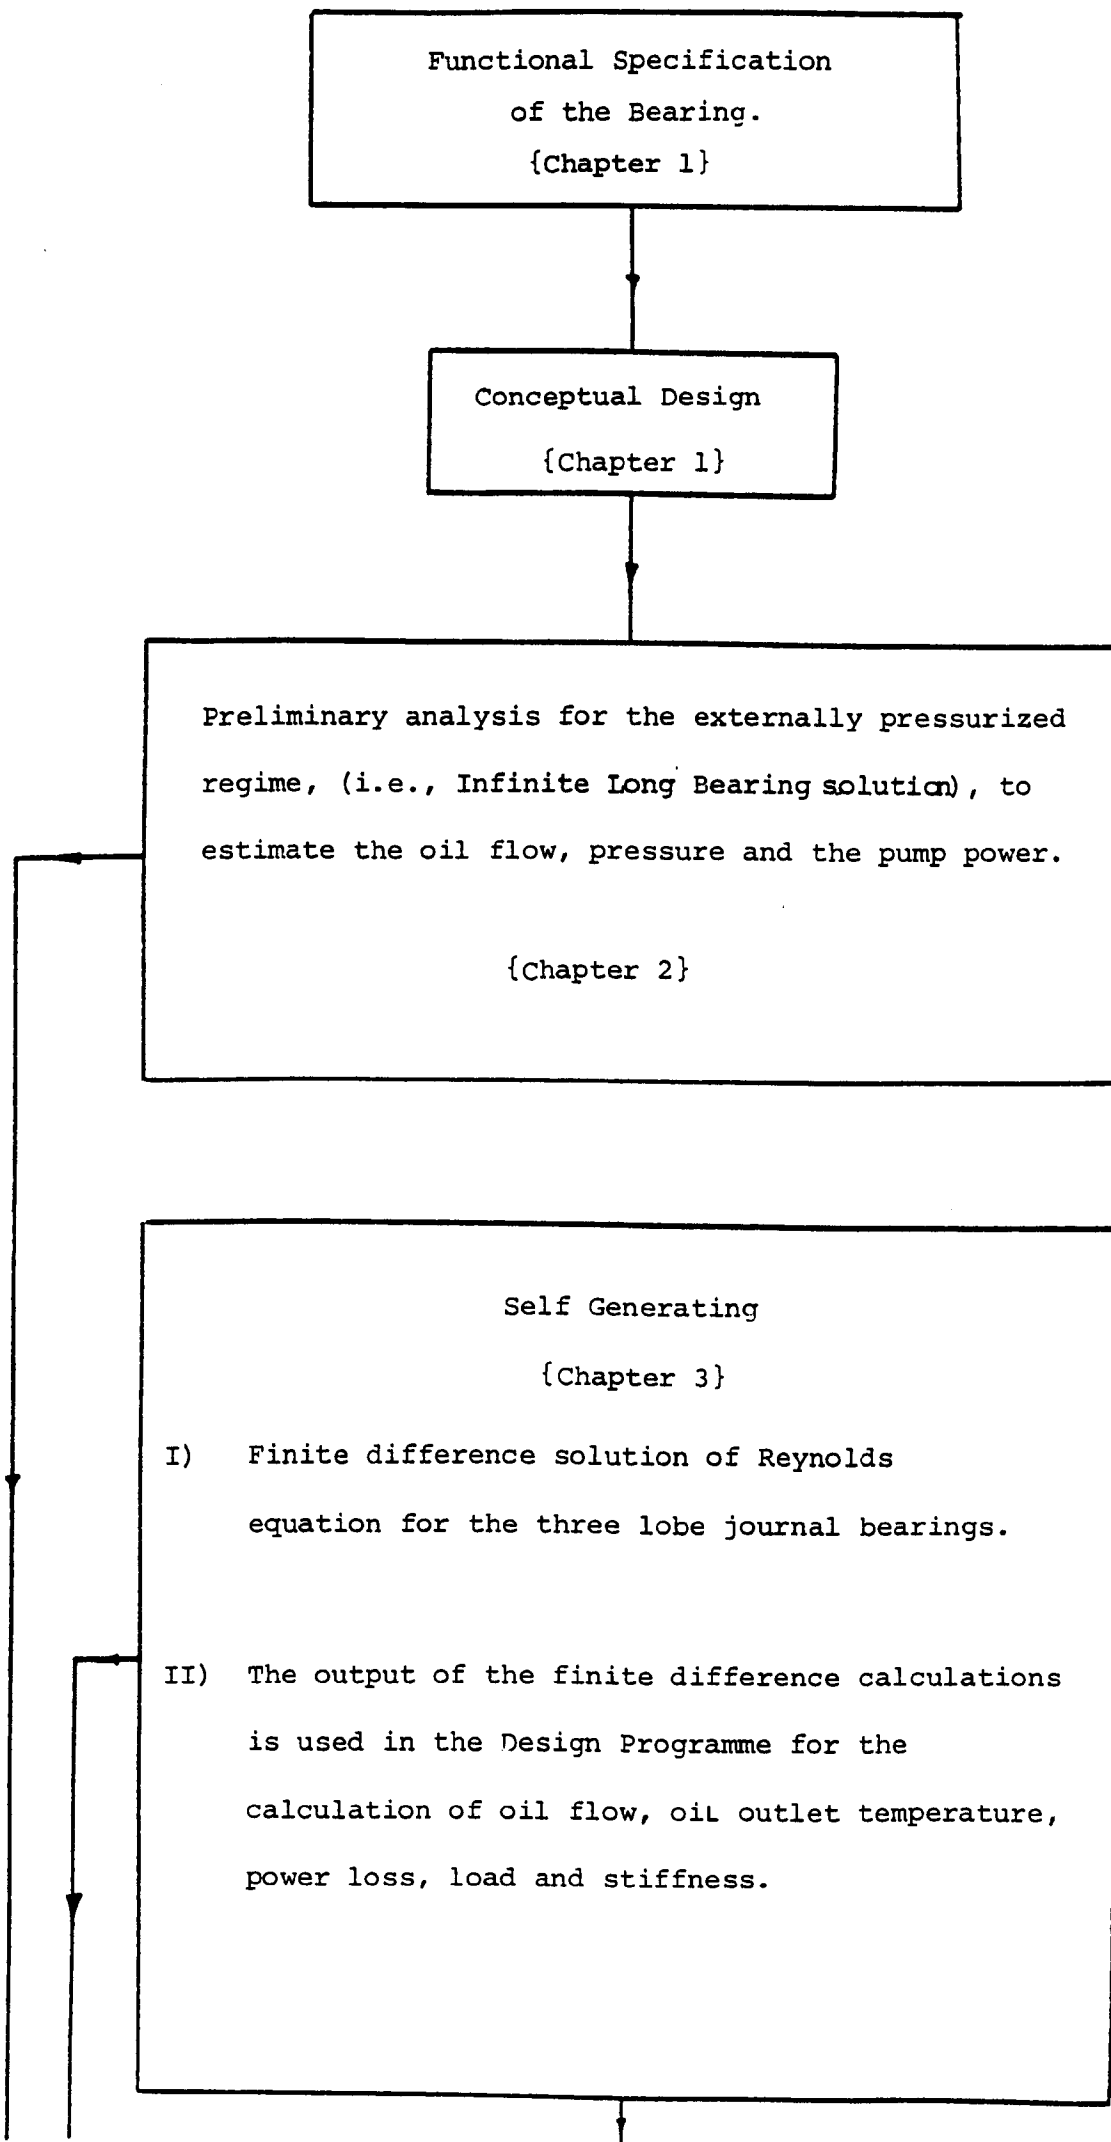 Functional Specification
of the Bearing.
{Chapter 1}
Conceptual Design
{Chapter 1}
Preliminary analysis for the externally pressurized
regime, (i.e., Infinite Long Bearing solution), to
estimate the oil flow, pressure and the pump power.
{Chapter 2}
Self Generating
{Chapter 3}
I) Finite difference solution of Reynolds
equation for the three lobe journal bearings.
II) The output of the finite difference calculations
is used in the Design Programme for the
calculation of oil flow, oiL outlet temperature,
power loss, load and stiffness.